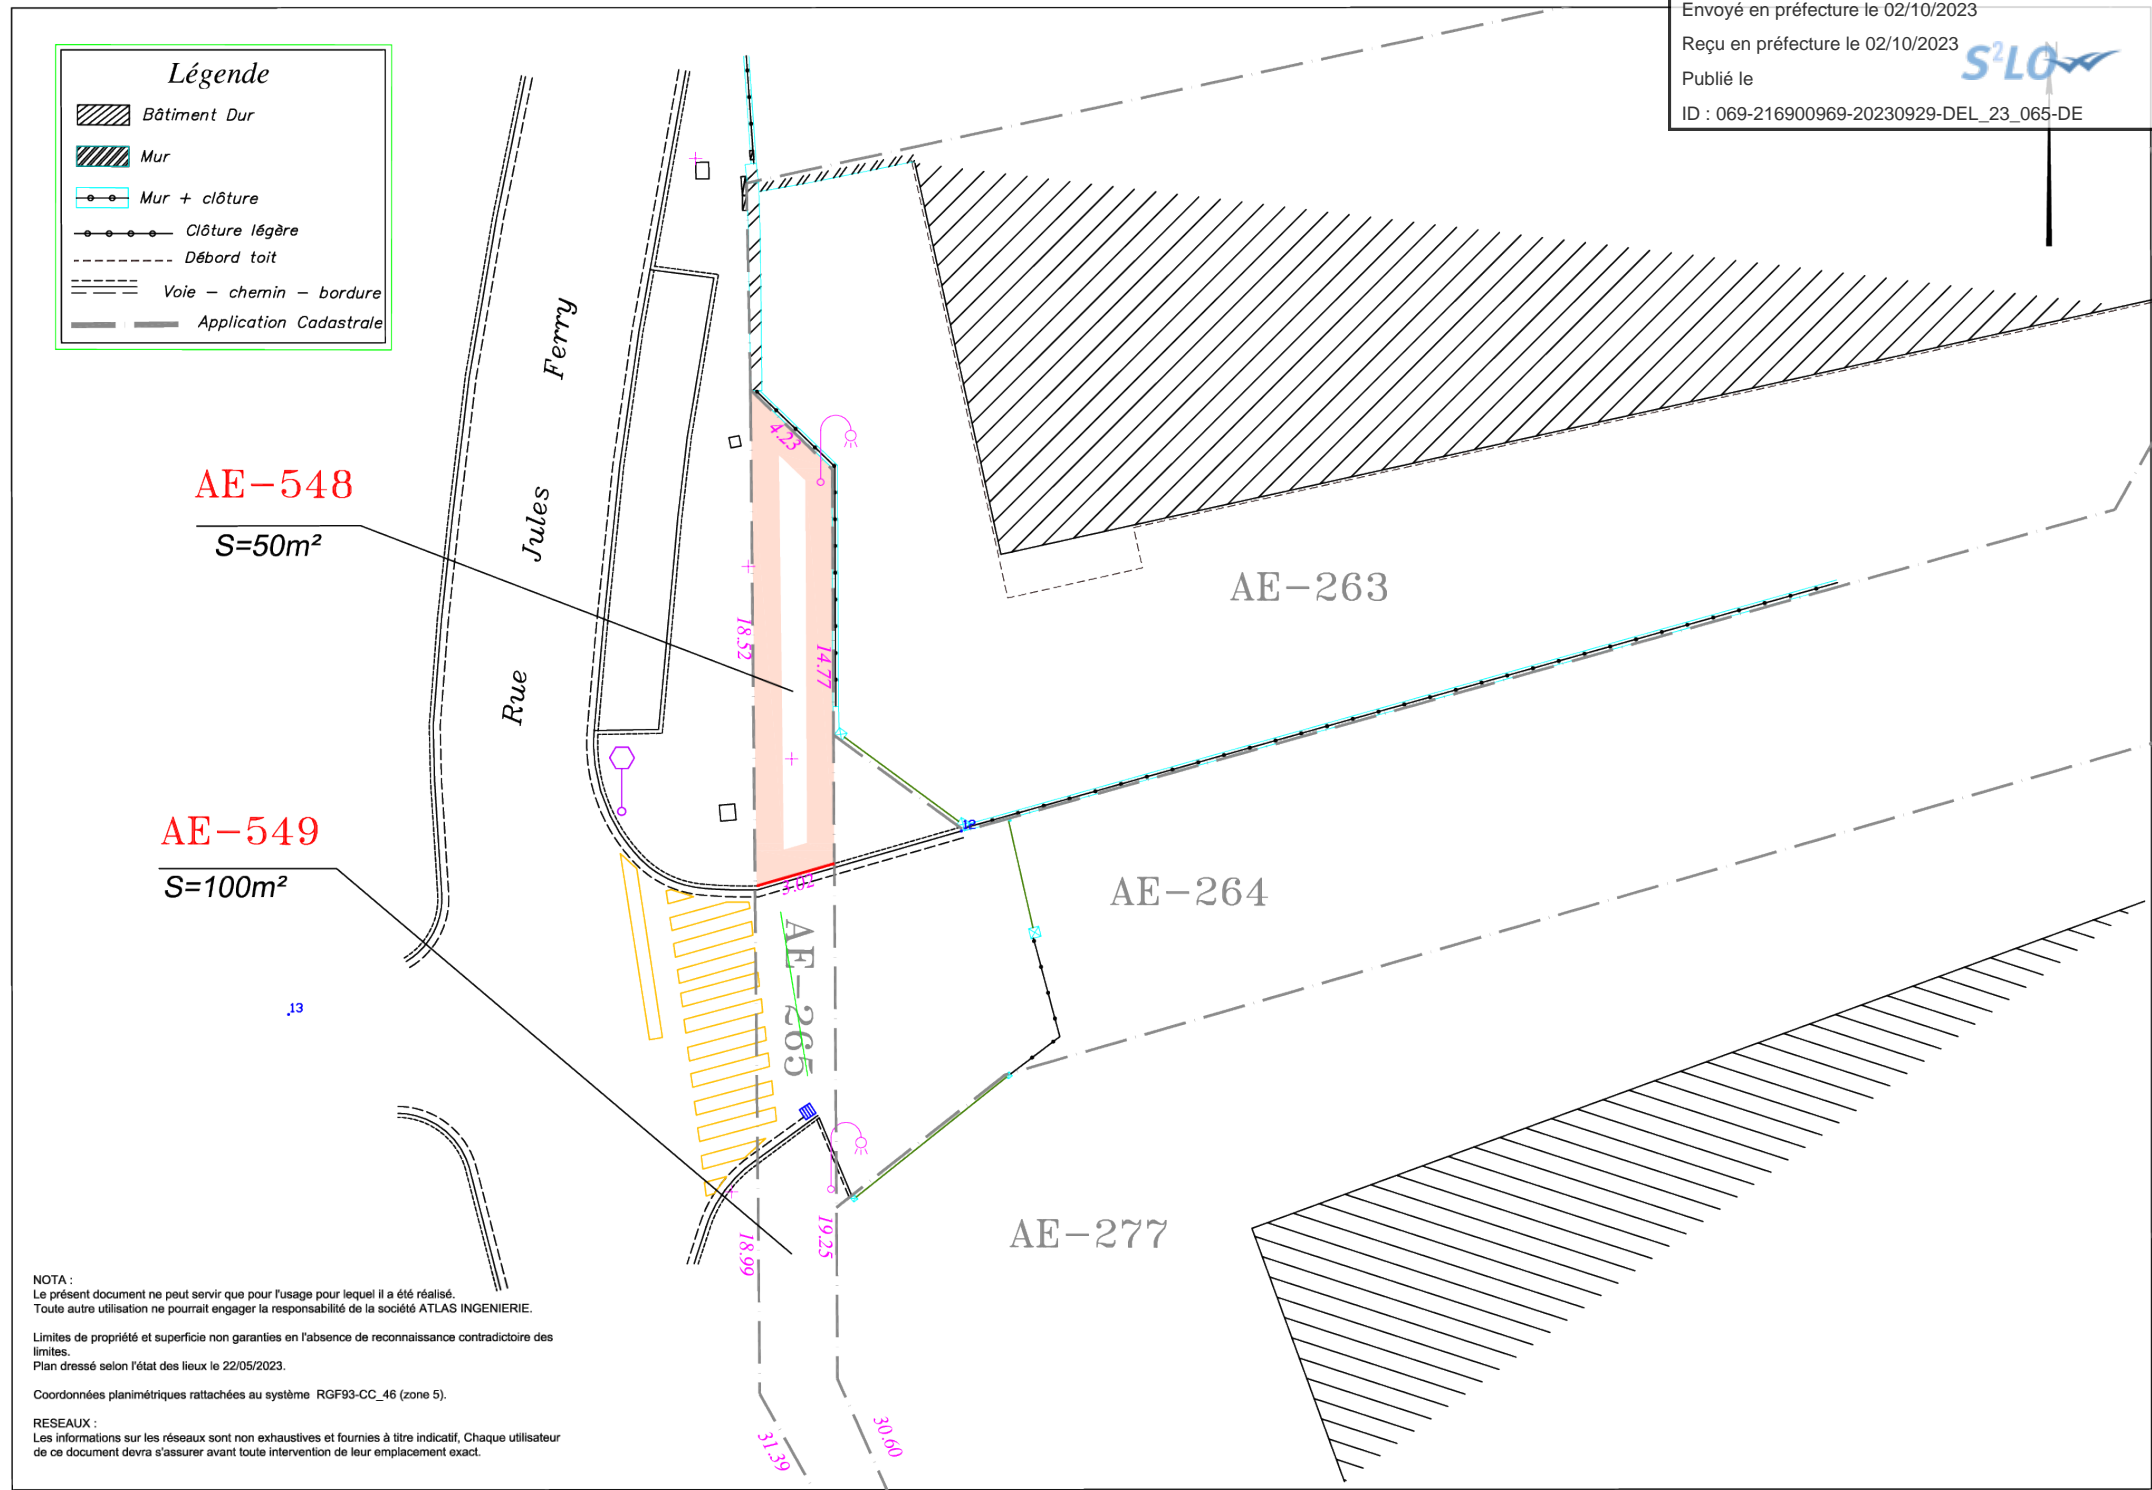 Envoyé en préfecture le 02/10/2023
Reçu en préfecture le 02/10/2023
Publié le
ID : 069-216900969-20230929-DEL_23_065-DE
S²LO
N
Légende
Bâtiment Dur
Mur
Mur + clôture
Clôture légère
Débord toit
Voie - chemin - bordure
Application Cadastrale
Rue Jules Ferry
AE-548
S=50m²
AE-549
S=100m²
4.23
18.52
14.77
3.02
AE-263
AE-264
AE-265
AE-277
12
13
18.99
19.25
31.39
30.60
NOTA :
Le présent document ne peut servir que pour l'usage pour lequel il a été réalisé.
Toute autre utilisation ne pourrait engager la responsabilité de la société ATLAS INGENIERIE.
Limites de propriété et superficie non garanties en l'absence de reconnaissance contradictoire des
limites.
Plan dressé selon l'état des lieux le 22/05/2023.
Coordonnées planimétriques rattachées au système RGF93-CC_46 (zone 5).
RESEAUX :
Les informations sur les réseaux sont non exhaustives et fournies à titre indicatif, Chaque utilisateur
de ce document devra s'assurer avant toute intervention de leur emplacement exact.